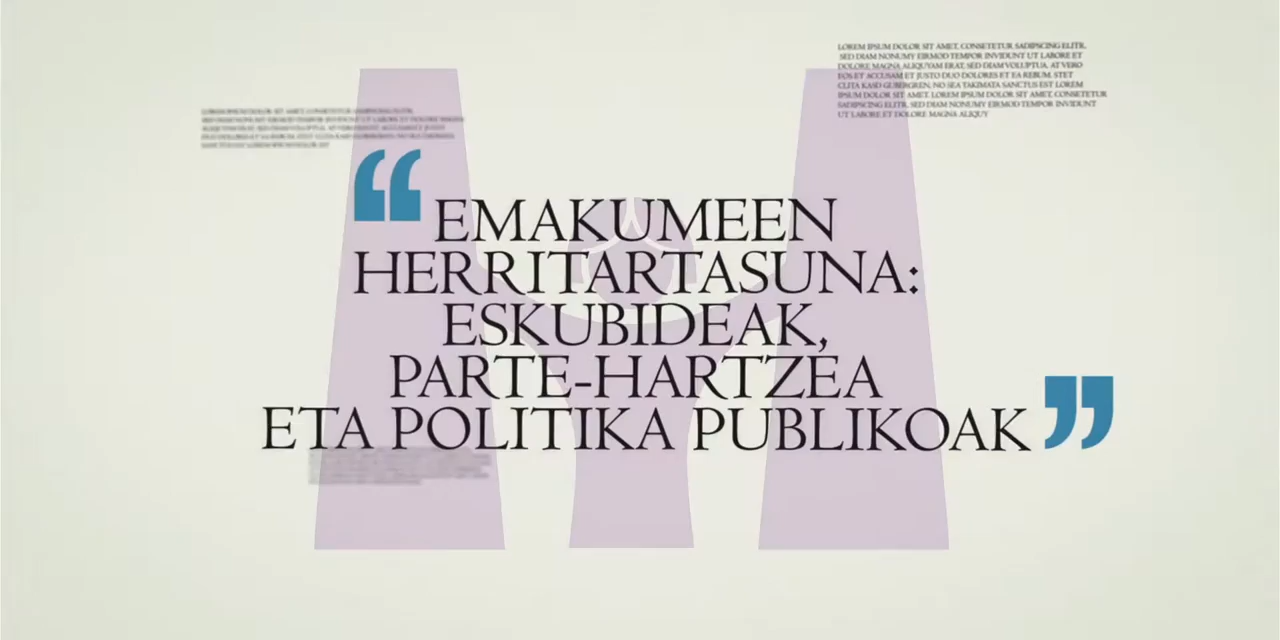 LOREM IPSUM DOLOR SIT AMET, CONSETETUR SADIPSCING ELITR,
SED DIAM NONUMY EIRMOD TEMPOR INVIDUNT UT LABORE ET
DOLORE MAGNA ALIQUYAM ERAT, SED DIAM VOLUPTUA. AT VERO
EOS ET ACCUSAM ET JUSTO DUO DOLORES ET EA REBUM. STET
CLITA KASD GUBERGREN, NO SEA TAKIMATA SANCTUS EST LOREM
IPSUM DOLOR SIT AMET. LOREM IPSUM DOLOR SIT AMET, CONSETETUR
SADIPSCING ELITR, SED DIAM NONUMY EIRMOD TEMPOR INVIDUNT
UT LABORE ET DOLORE MAGNA ALIQUY
“EMAKUMEEN
HERRITARTASUNA:
ESKUBIDEAK,
PARTE-HARTZEA
ETA POLITIKA PUBLIKOAK”